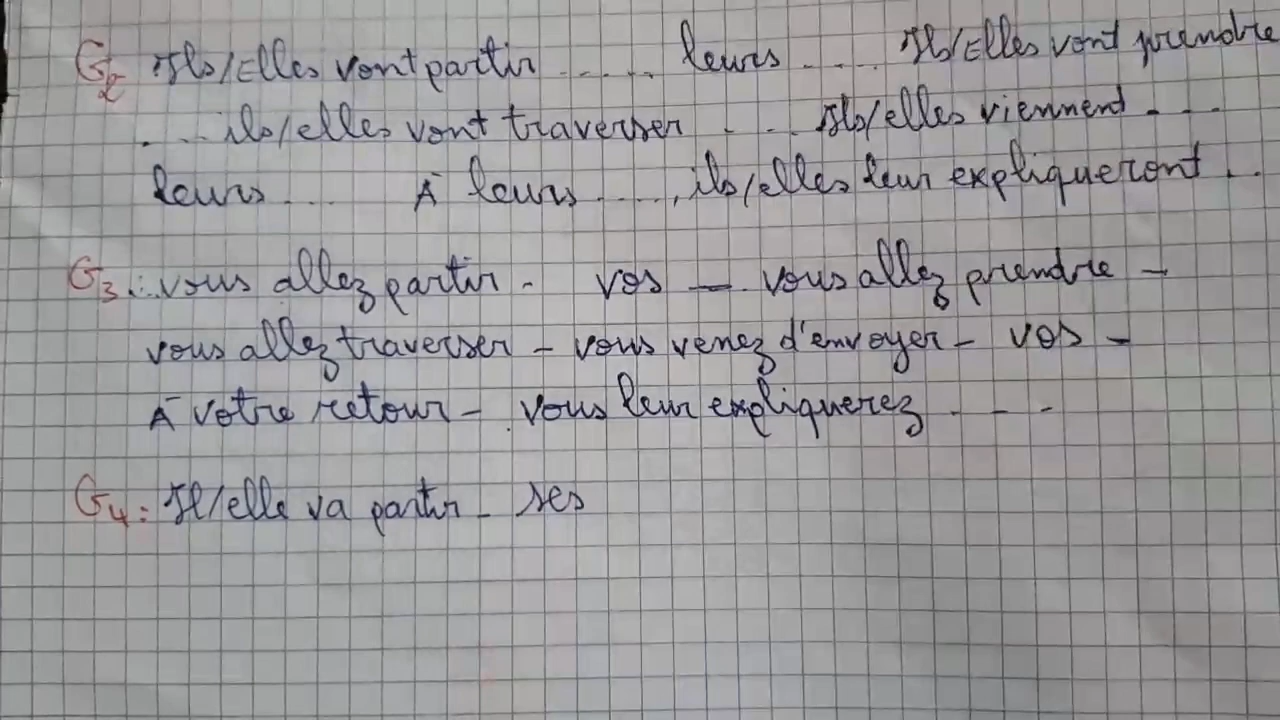 G2 Ils/Elles vont partir ..... leurs .... Ils/Elles vont prendre
... ils/elles vont traverser . .. Ils/elles viennent - - -
leurs ... À leurs ....., ils/elles leur expliqueront . .
G3 : vous allez partir - vos — vous allez prendre -
vous allez traverser - vous venez d'envoyer - vos -
À votre retour - vous leur expliquerez - - -
G4 : Il/elle va partir - ses